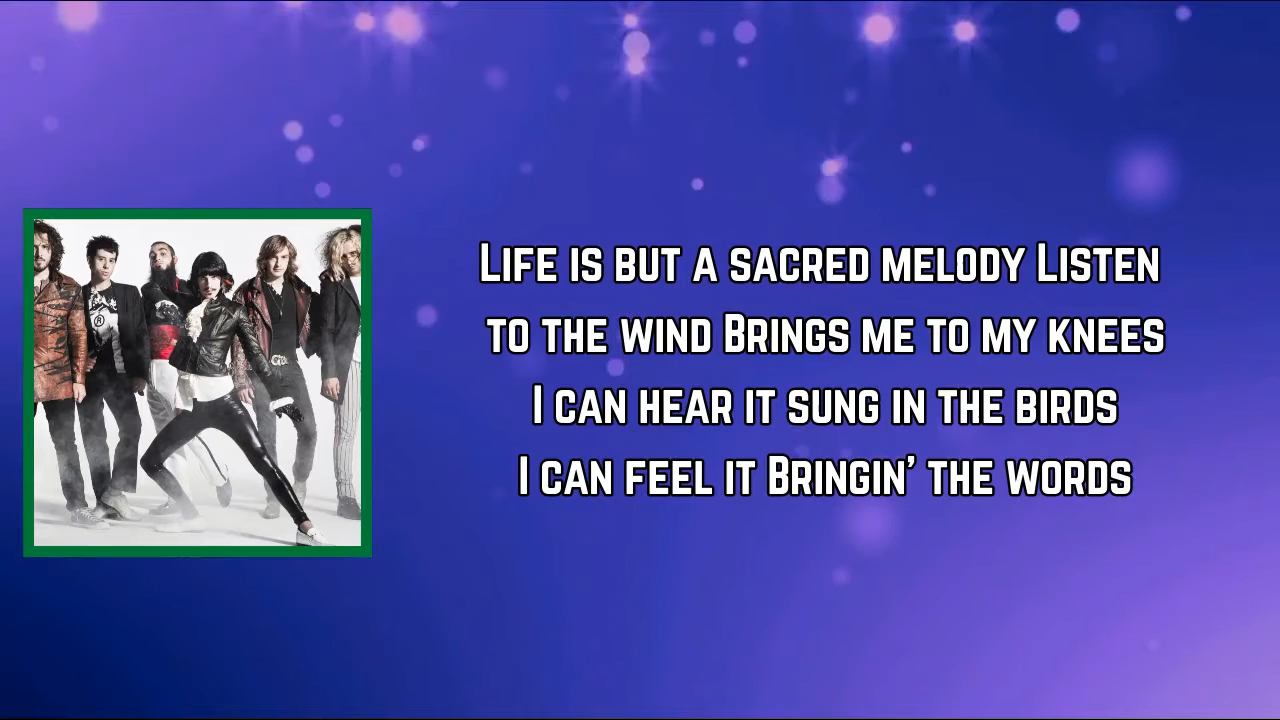 Life is but a sacred melody Listen
to the wind Brings me to my knees
I can hear it sung in the birds
I can feel it Bringin' the words